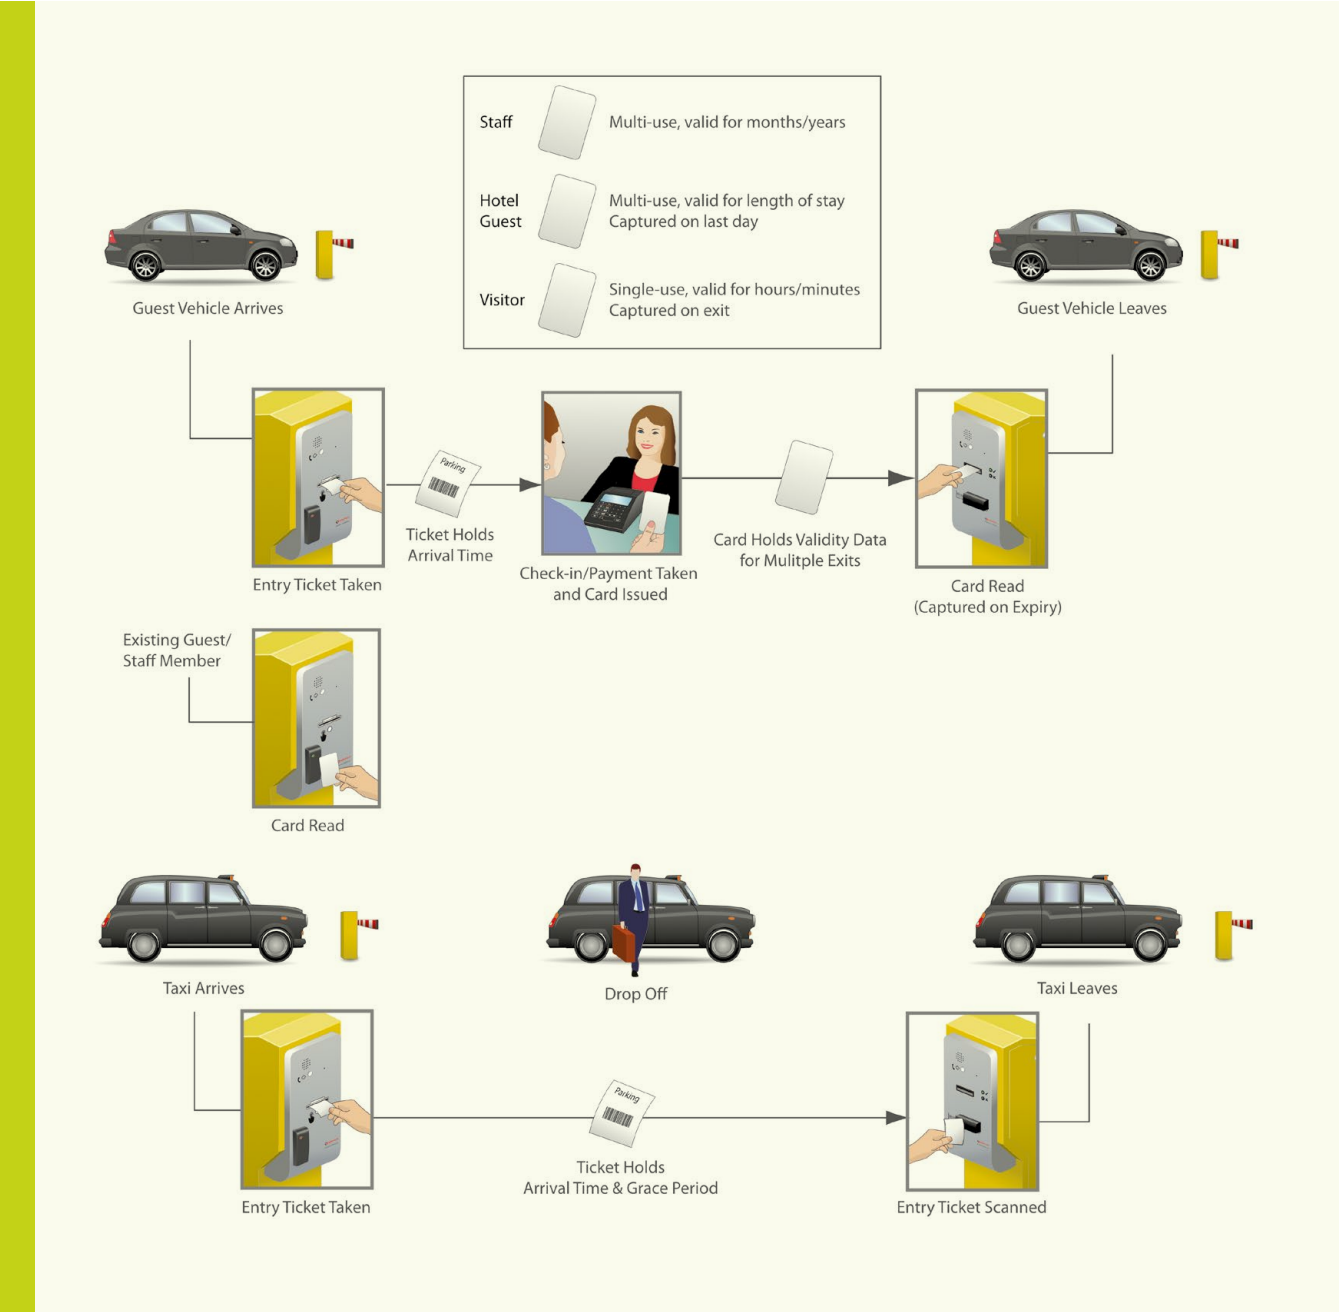 Staff
Multi-use, valid for months/years
Hotel
Guest
Multi-use, valid for length of stay
Captured on last day
Visitor
Single-use, valid for hours/minutes
Captured on exit
Guest Vehicle Arrives
Guest Vehicle Leaves
Parking
Ticket Holds
Arrival Time
Entry Ticket Taken
Check-in/Payment Taken
and Card Issued
Card Holds Validity Data
for Mulitple Exits
Card Read
(Captured on Expiry)
Existing Guest/
Staff Member
Card Read
Taxi Arrives
Drop Off
Taxi Leaves
Parking
Ticket Holds
Arrival Time & Grace Period
Entry Ticket Taken
Entry Ticket Scanned